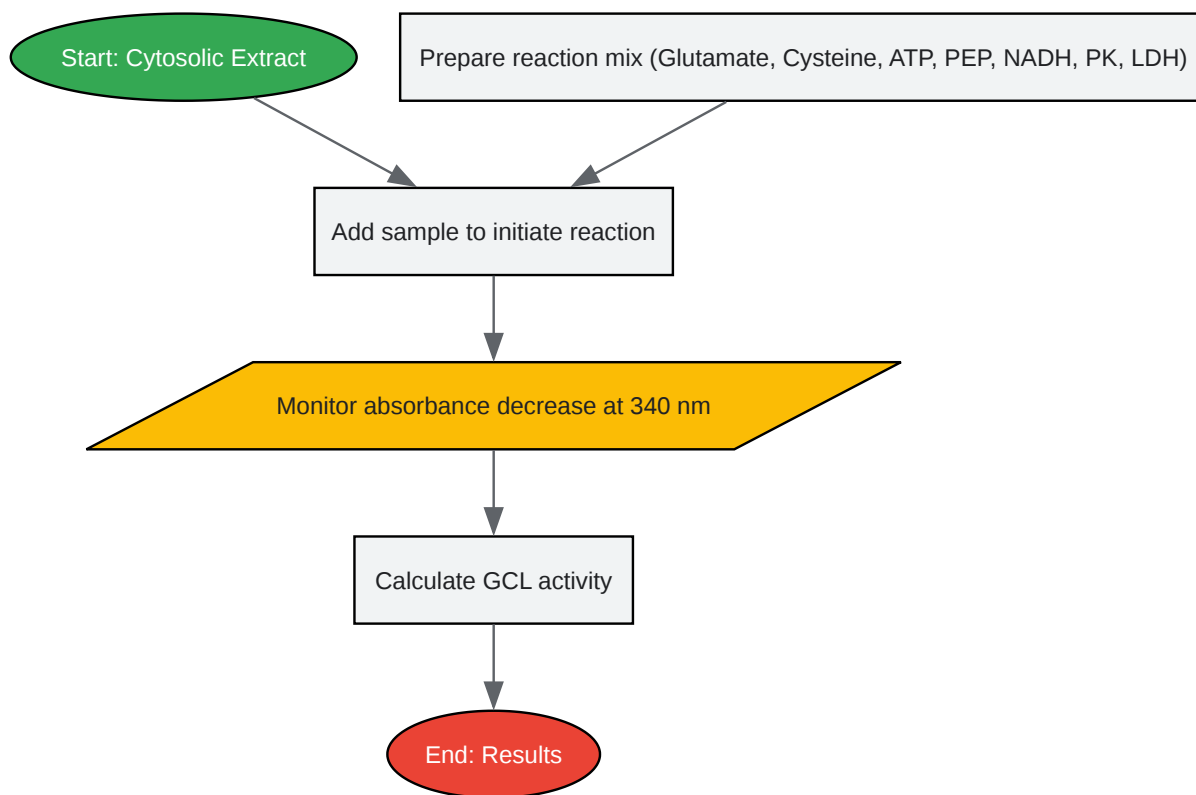 Start: Cytosolic Extract
Prepare reaction mix (Glutamate, Cysteine, ATP, PEP, NADH, PK, LDH)
Add sample to initiate reaction
Monitor absorbance decrease at 340 nm
Calculate GCL activity
End: Results